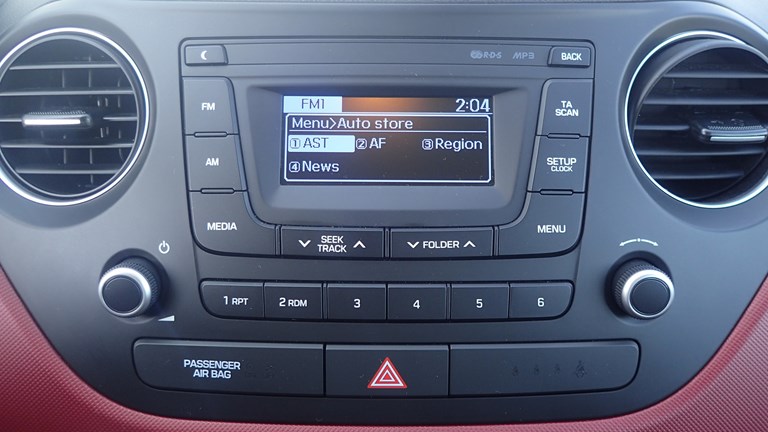 R·D·S MP3 BACK
FM
FM1 2:04
TA
SCAN
Menu>Auto store
① AST ② AF ③ Region
④ News
AM
SETUP
CLOCK
MEDIA
SEEK
TRACK
FOLDER
MENU
1 RPT 2 RDM 3 4 5 6
PASSENGER
AIR BAG